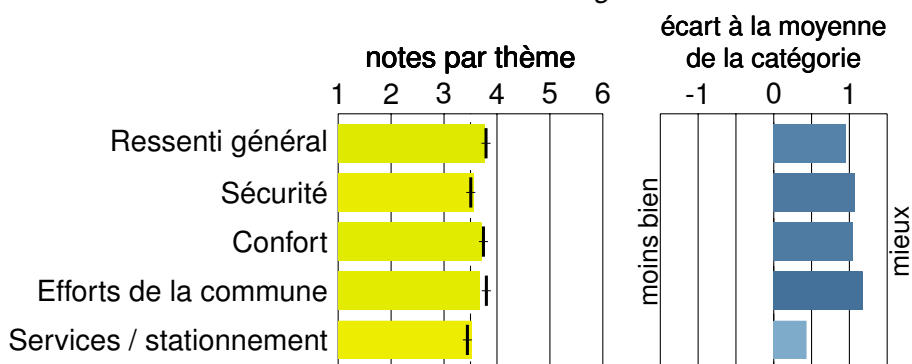 écart à la moyenne
de la catégorie
notes par thème
1 2 3 4 5 6
-1 0 1
Ressenti général
Sécurité
Confort
Efforts de la commune
Services / stationnement
moins bien
mieux